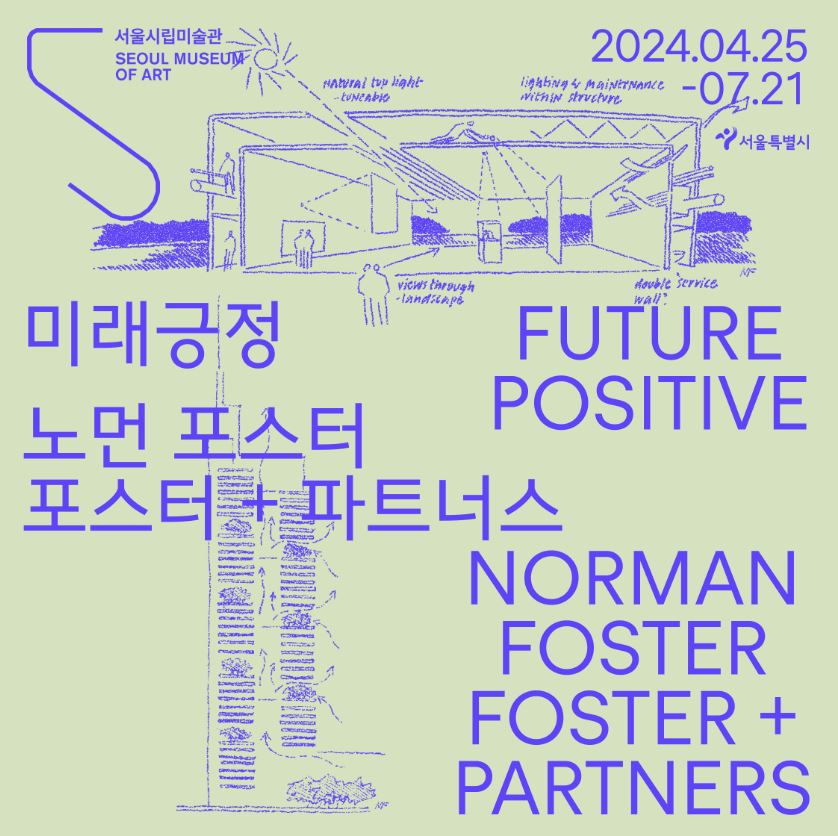 서울시립미술관
SEOUL MUSEUM
OF ART
2024.04.25
-07.21
서울특별시
Natural top light
-tuneable
lighting & maintenance
within structure
views through
-landscape
double 'service
wall'
NF
미래긍정
FUTURE
POSITIVE
노먼 포스터
포스터+ 파트너스
NORMAN
FOSTER
FOSTER +
PARTNERS
NF